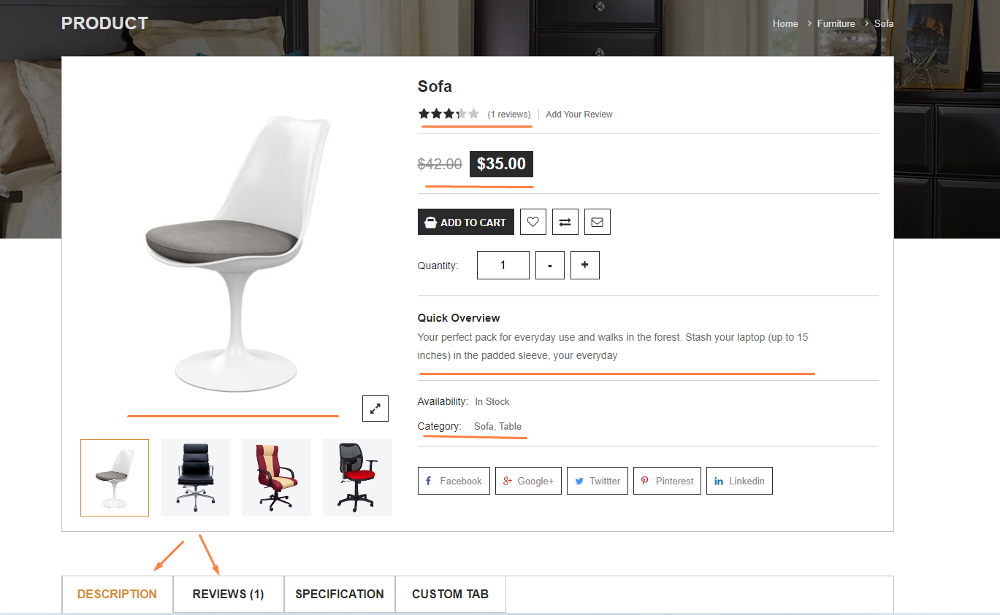 PRODUCT
Home > Furniture > Sofa
Sofa
(1 reviews) Add Your Review
$42.00 $35.00
ADD TO CART
Quantity: 1 - +
Quick Overview
Your perfect pack for everyday use and walks in the forest. Stash your laptop (up to 15
inches) in the padded sleeve, your everyday
Availability: In Stock
Category: Sofa, Table
Facebook Google+ Twittter Pinterest Linkedin
DESCRIPTION REVIEWS (1) SPECIFICATION CUSTOM TAB